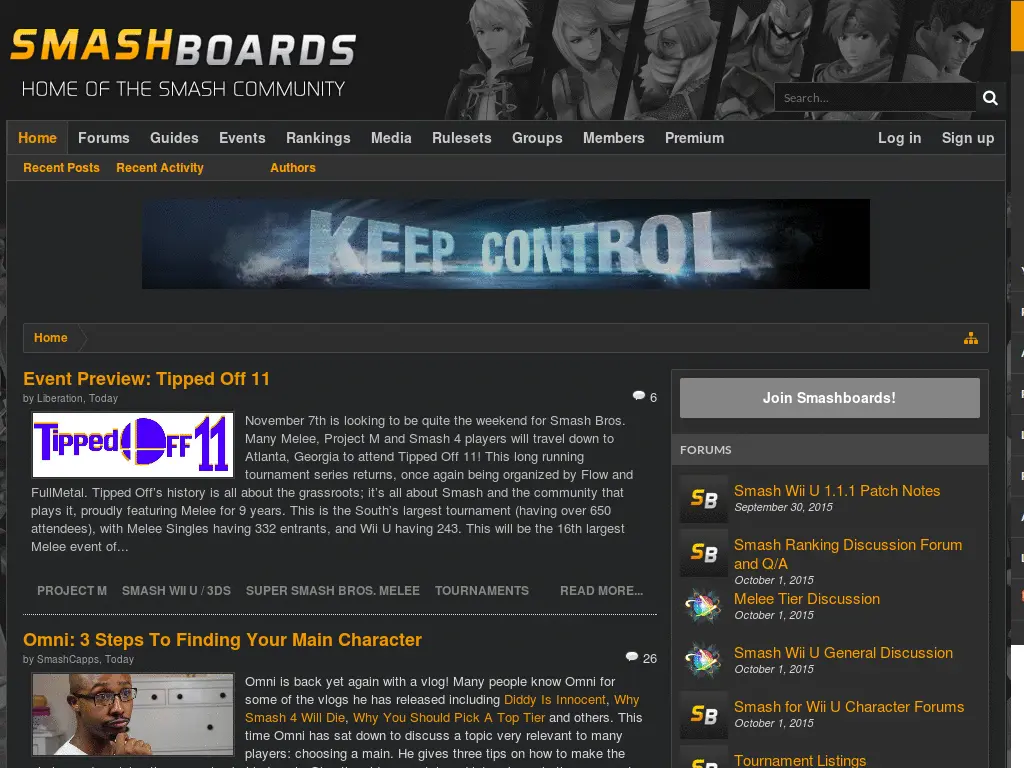 SMASHBOARDS
HOME OF THE SMASH COMMUNITY
Search...
Home Forums Guides Events Rankings Media Rulesets Groups Members Premium Log in Sign up
Recent Posts Recent Activity Authors
KEEP CONTROL
Home
Event Preview: Tipped Off 11
by Liberation, Today
6
Tipped Off 11
November 7th is looking to be quite the weekend for Smash Bros.
Many Melee, Project M and Smash 4 players will travel down to
Atlanta, Georgia to attend Tipped Off 11! This long running
tournament series returns, once again being organized by Flow and
FullMetal. Tipped Off's history is all about the grassroots; it's all about Smash and the community that
plays it, proudly featuring Melee for 9 years. This is the South's largest tournament (having over 650
attendees), with Melee Singles having 332 entrants, and Wii U having 243. This will be the 16th largest
Melee event of...
PROJECT M SMASH WII U / 3DS SUPER SMASH BROS. MELEE TOURNAMENTS READ MORE...
Omni: 3 Steps To Finding Your Main Character
by SmashCapps, Today
26
Omni is back yet again with a vlog! Many people know Omni for
some of the vlogs he has released including Diddy Is Innocent, Why
Smash 4 Will Die, Why You Should Pick A Top Tier and others. This
time Omni has sat down to discuss a topic very relevant to many
players: choosing a main. He gives three tips on how to make the
Join Smashboards!
FORUMS
SB
Smash Wii U 1.1.1 Patch Notes
September 30, 2015
SB
Smash Ranking Discussion Forum
and Q/A
October 1, 2015
Melee Tier Discussion
October 1, 2015
Smash Wii U General Discussion
October 1, 2015
SB
Smash for Wii U Character Forums
October 1, 2015
SB
Tournament Listings